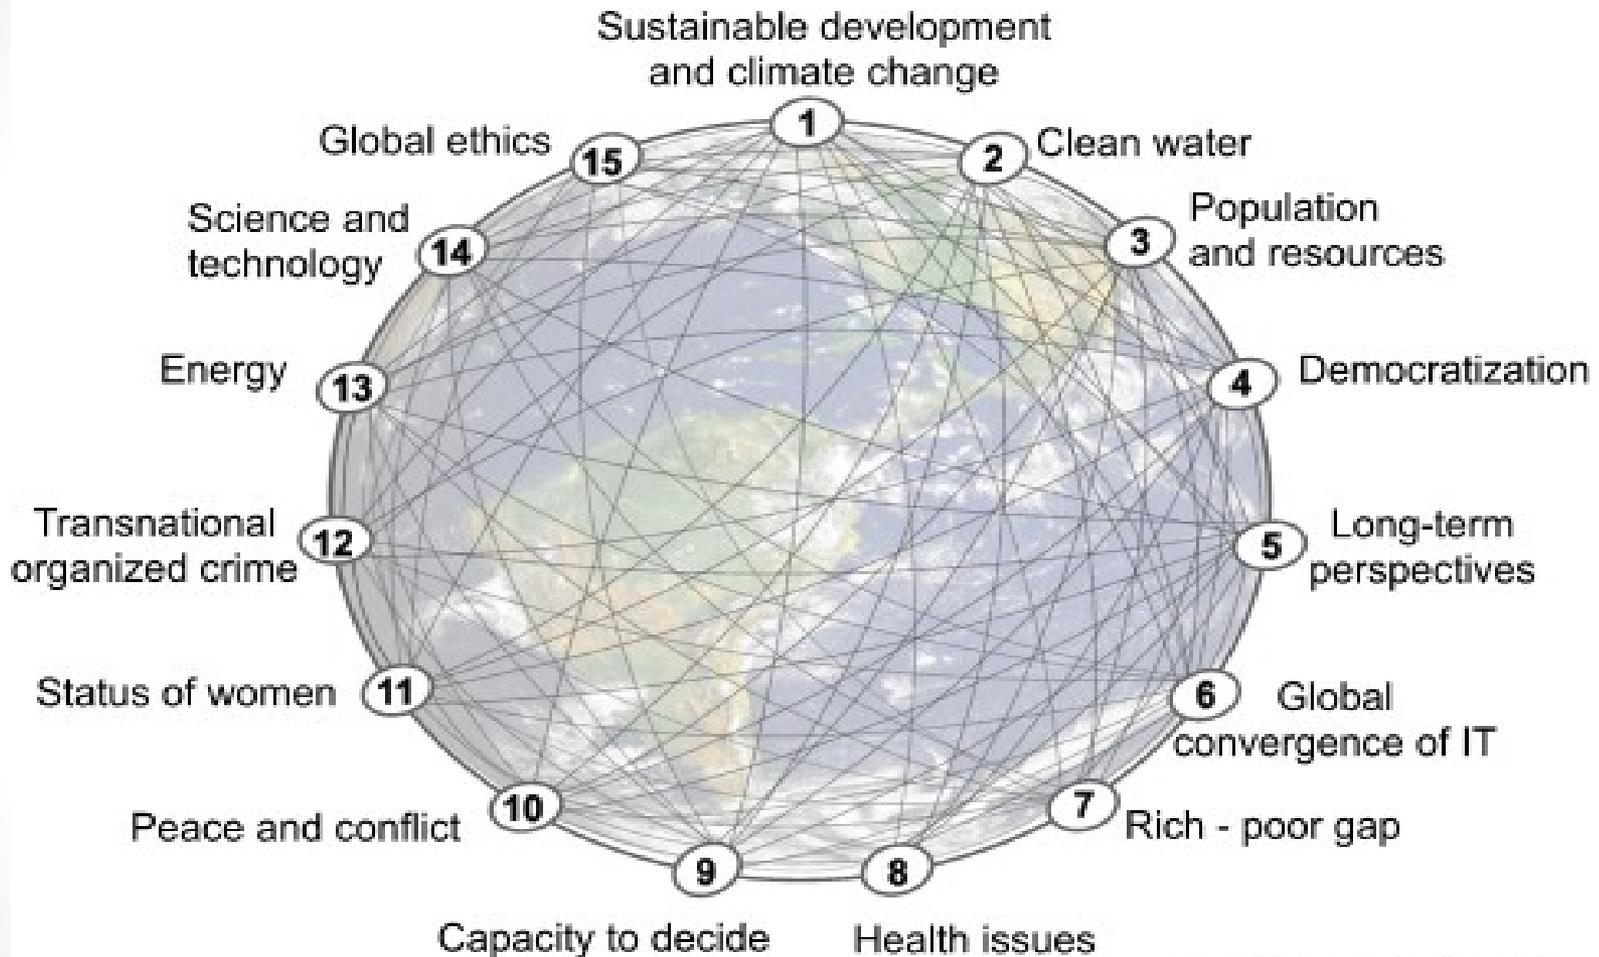 Sustainable development
and climate change
1
2
Clean water
3
Population
and resources
4
Democratization
5
Long-term
perspectives
6
Global
convergence of IT
7
Rich - poor gap
8
Health issues
9
Capacity to decide
10
Peace and conflict
11
Status of women
12
Transnational
organized crime
13
Energy
14
Science and
technology
15
Global ethics